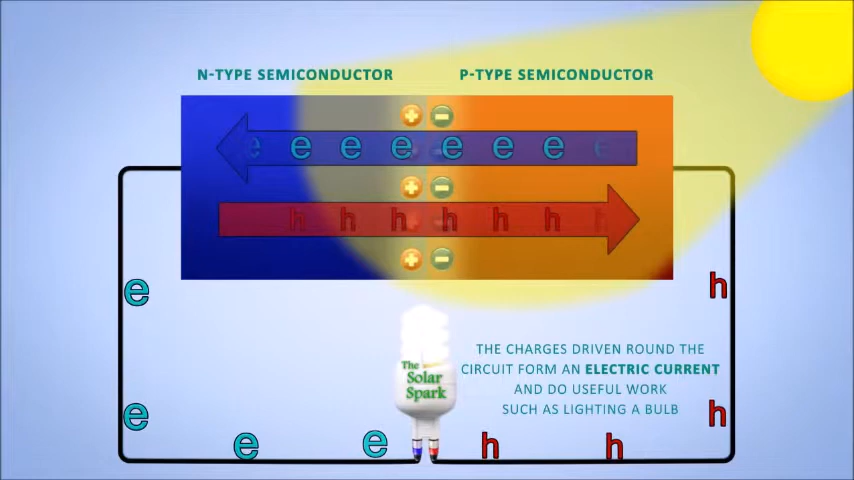 N-TYPE SEMICONDUCTOR
P-TYPE SEMICONDUCTOR
+ −
e e e e e e e e
+ −
h h h h h h h
+ −
e
h
The
Solar
Spark
THE CHARGES DRIVEN ROUND THE
CIRCUIT FORM AN ELECTRIC CURRENT
AND DO USEFUL WORK
SUCH AS LIGHTING A BULB
e
h
e e h h